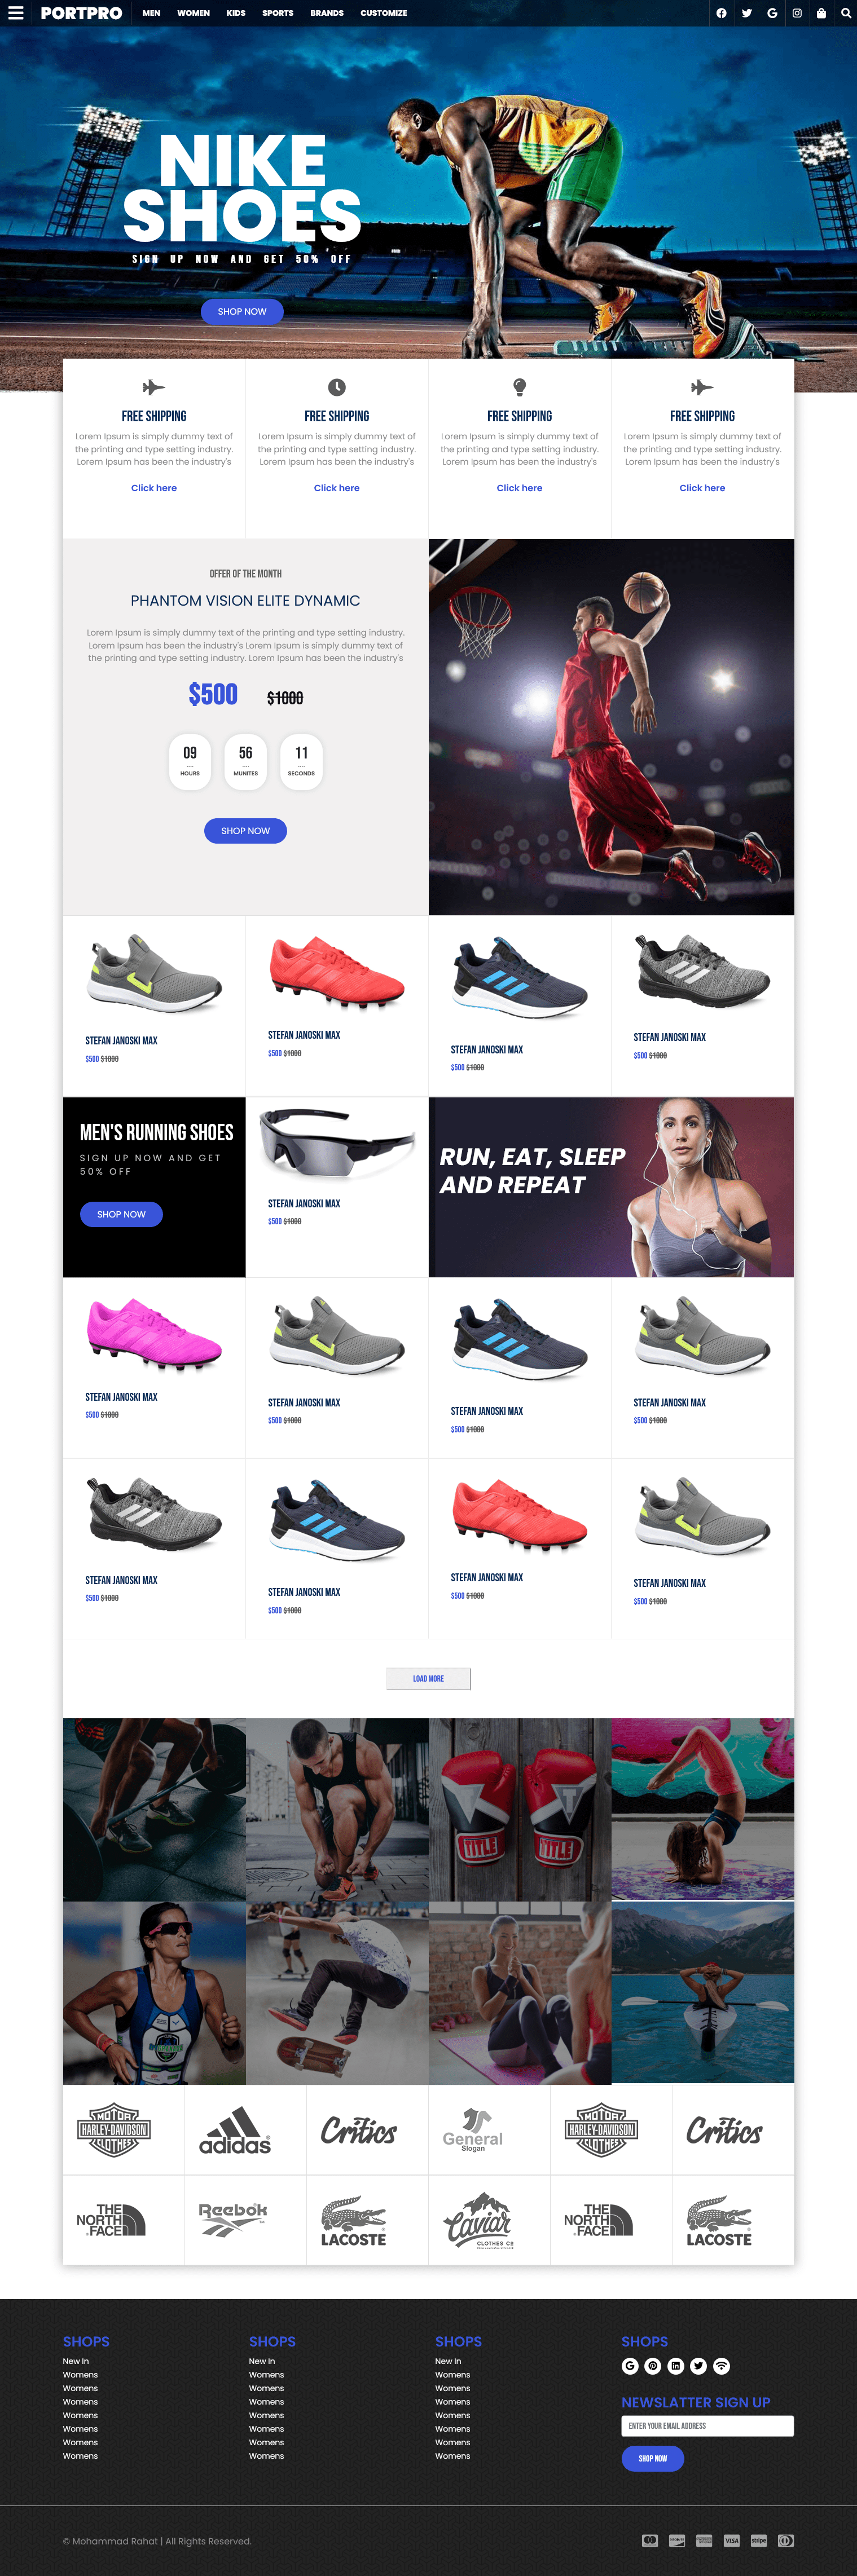 PORTPRO
MEN
WOMEN
KIDS
SPORTS
BRANDS
CUSTOMIZE
NIKE
SHOES
SIGN UP NOW AND GET 50% OFF
SHOP NOW
FREE SHIPPING
Lorem Ipsum is simply dummy text of
the printing and type setting industry.
Lorem Ipsum has been the industry's
Click here
FREE SHIPPING
Lorem Ipsum is simply dummy text of
the printing and type setting industry.
Lorem Ipsum has been the industry's
Click here
FREE SHIPPING
Lorem Ipsum is simply dummy text of
the printing and type setting industry.
Lorem Ipsum has been the industry's
Click here
FREE SHIPPING
Lorem Ipsum is simply dummy text of
the printing and type setting industry.
Lorem Ipsum has been the industry's
Click here
OFFER OF THE MONTH
PHANTOM VISION ELITE DYNAMIC
Lorem Ipsum is simply dummy text of the printing and type setting industry.
Lorem Ipsum has been the industry's Lorem Ipsum is simply dummy text of
the printing and type setting industry. Lorem Ipsum has been the industry's
$500 $1000
09 56 11
HOURS MUNITES SECONDS
SHOP NOW
STEFAN JANOSKI MAX
$500 $1000
STEFAN JANOSKI MAX
$500 $1000
STEFAN JANOSKI MAX
$500 $1000
STEFAN JANOSKI MAX
$500 $1000
MEN'S RUNNING SHOES
SIGN UP NOW AND GET
50% OFF
SHOP NOW
STEFAN JANOSKI MAX
$500 $1000
RUN, EAT, SLEEP
AND REPEAT
STEFAN JANOSKI MAX
$500 $1000
STEFAN JANOSKI MAX
$500 $1000
STEFAN JANOSKI MAX
$500 $1000
STEFAN JANOSKI MAX
$500 $1000
STEFAN JANOSKI MAX
$500 $1000
STEFAN JANOSKI MAX
$500 $1000
STEFAN JANOSKI MAX
$500 $1000
STEFAN JANOSKI MAX
$500 $1000
LOAD MORE
TITLE
TITLE
MOTOR
HARLEY-DAVIDSON
CLOTHES
adidas
Critics
General
Slogan
MOTOR
HARLEY-DAVIDSON
CLOTHES
Critics
THE
NORTH
FACE
Reebok
LACOSTE
Caviar
CLOTHES CO
THE
NORTH
FACE
LACOSTE
SHOPS
New In
Womens
Womens
Womens
Womens
Womens
Womens
Womens
SHOPS
New In
Womens
Womens
Womens
Womens
Womens
Womens
Womens
SHOPS
New In
Womens
Womens
Womens
Womens
Womens
Womens
Womens
SHOPS
NEWSLATTER SIGN UP
ENTER YOUR EMAIL ADDRESS
SHOP NOW
© Mohammad Rahat | All Rights Reserved.
VISA
stripe